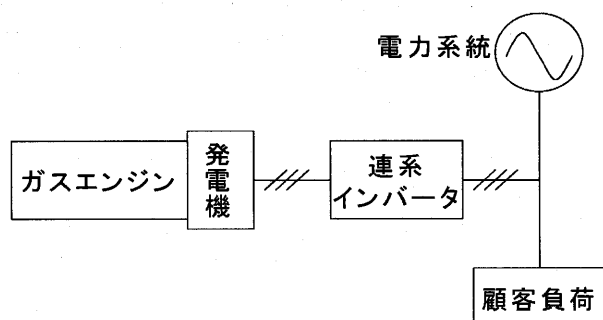 電力系統
ガスエンジン
発電機
連系
インバータ
顧客負荷